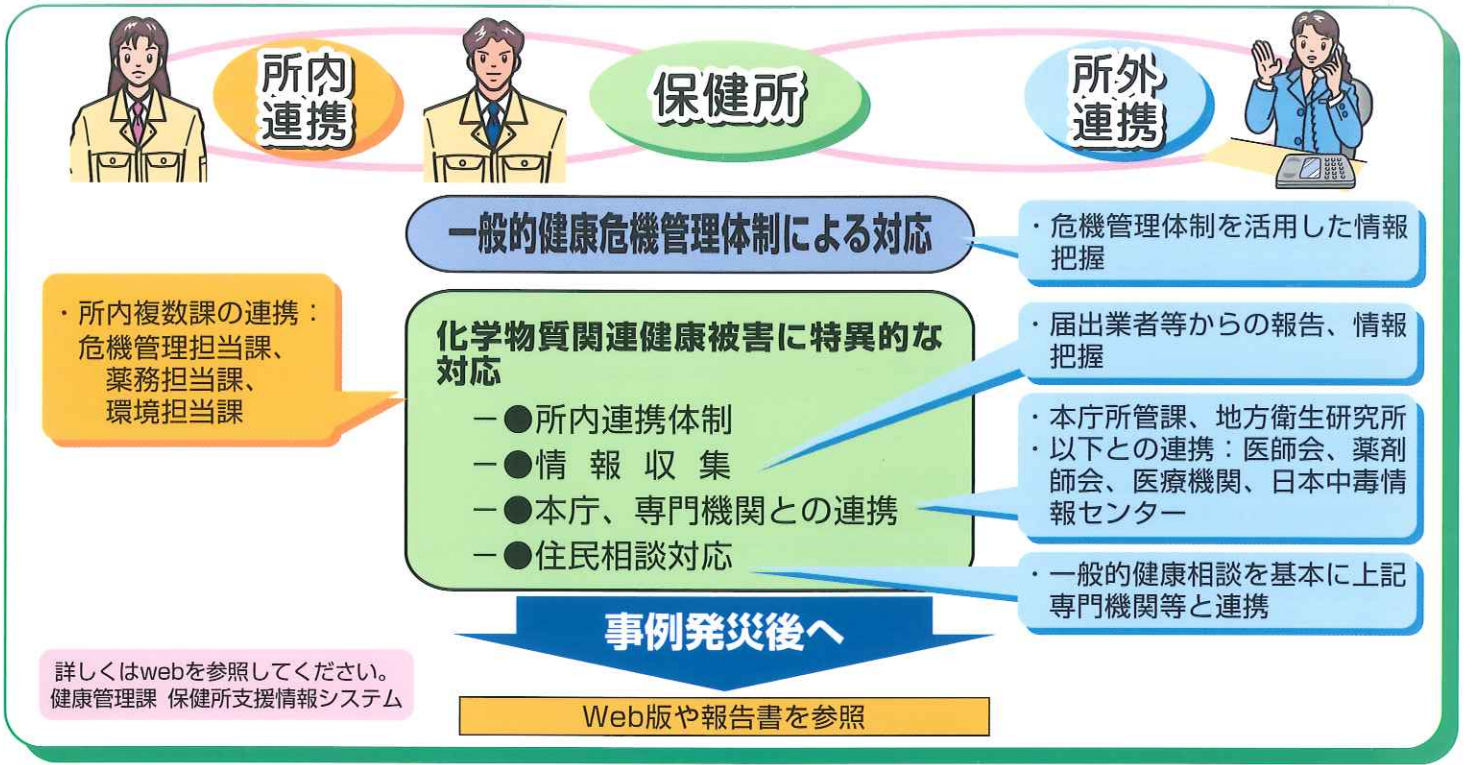 所内
連携
保健所
所外
連携
一般的健康危機管理体制による対応
・危機管理体制を活用した情報
把握
・所内複数課の連携：
危機管理担当課、
薬務担当課、
環境担当課
化学物質関連健康被害に特異的な
対応
－●所内連携体制
－●情報収集
－●本庁、専門機関との連携
－●住民相談対応
・届出業者等からの報告、情報
把握
・本庁所管課、地方衛生研究所
・以下との連携：医師会、薬剤
師会、医療機関、日本中毒情
報センター
・一般的健康相談を基本に上記
専門機関等と連携
事例発災後へ
詳しくはwebを参照してください。
健康管理課 保健所支援情報システム
Web版や報告書を参照